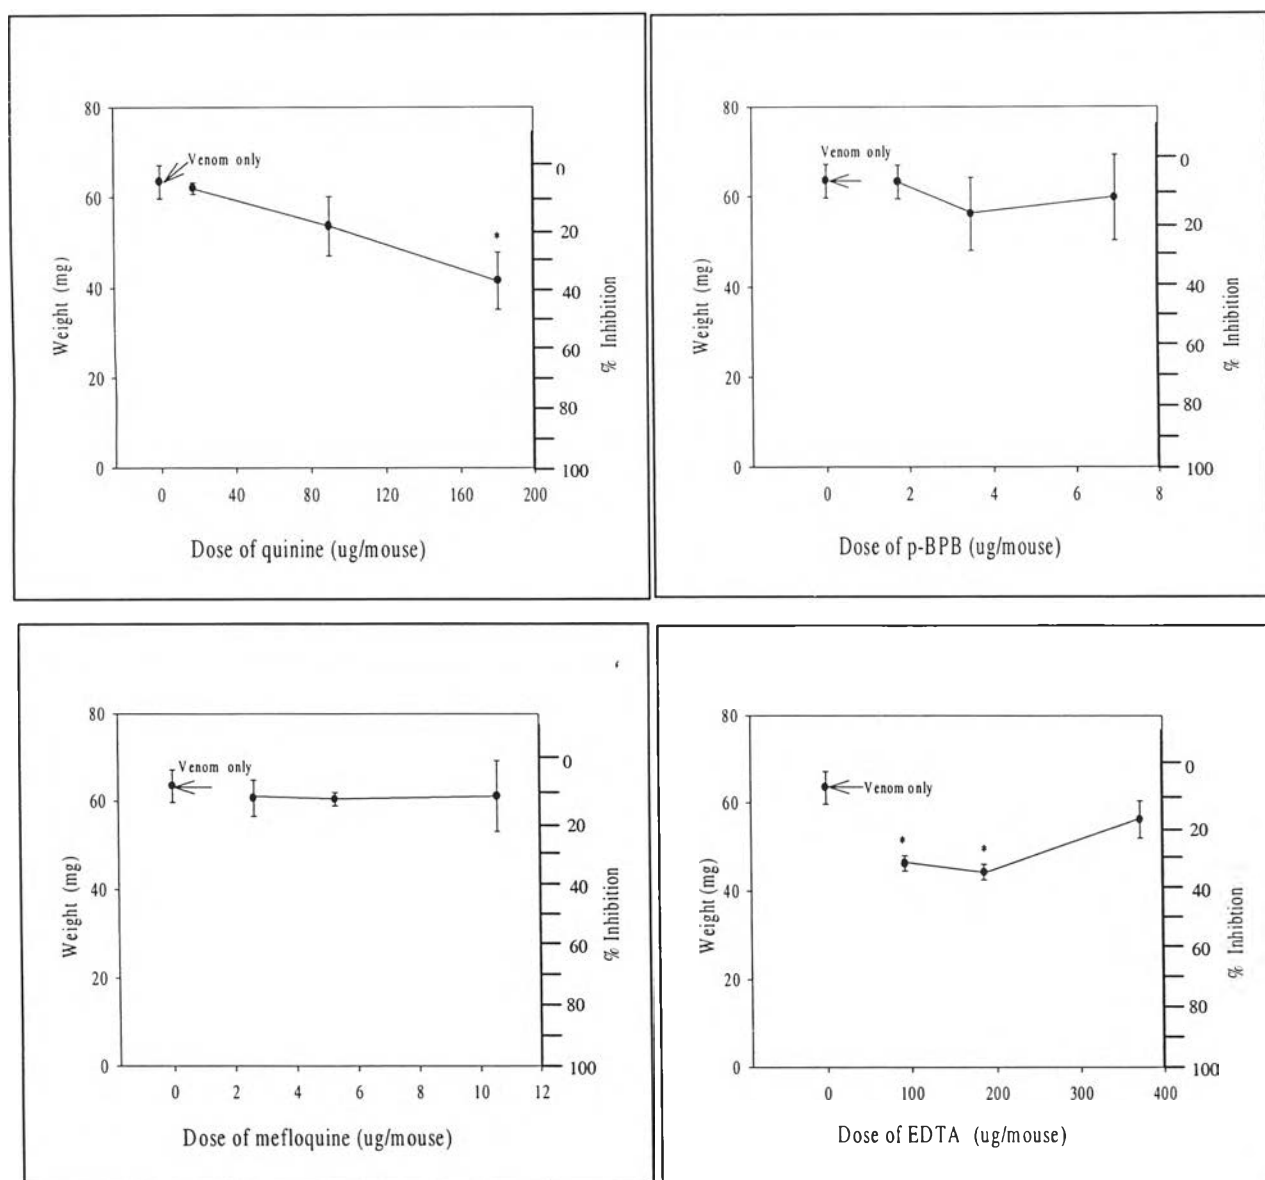 80
60
40
20
0
Weight (mg)
Venom only
*
0
20
40
60
80
100
% Inhibition
0 40 80 120 160 200
Dose of quinine (ug/mouse)
80
60
40
20
0
Weight (mg)
Venom only
0
20
40
60
80
100
% Inhibition
0 2 4 6 8
Dose of p-BPB (ug/mouse)
80
60
40
20
0
Weight (mg)
Venom only
0
20
40
60
80
100
% Inhibition
0 2 4 6 8 10 12
Dose of mefloquine (ug/mouse)
80
60
40
20
0
Weight (mg)
Venom only
* *
0
20
40
60
80
100
% Inhibtion
0 100 200 300 400
Dose of EDTA (ug/mouse)